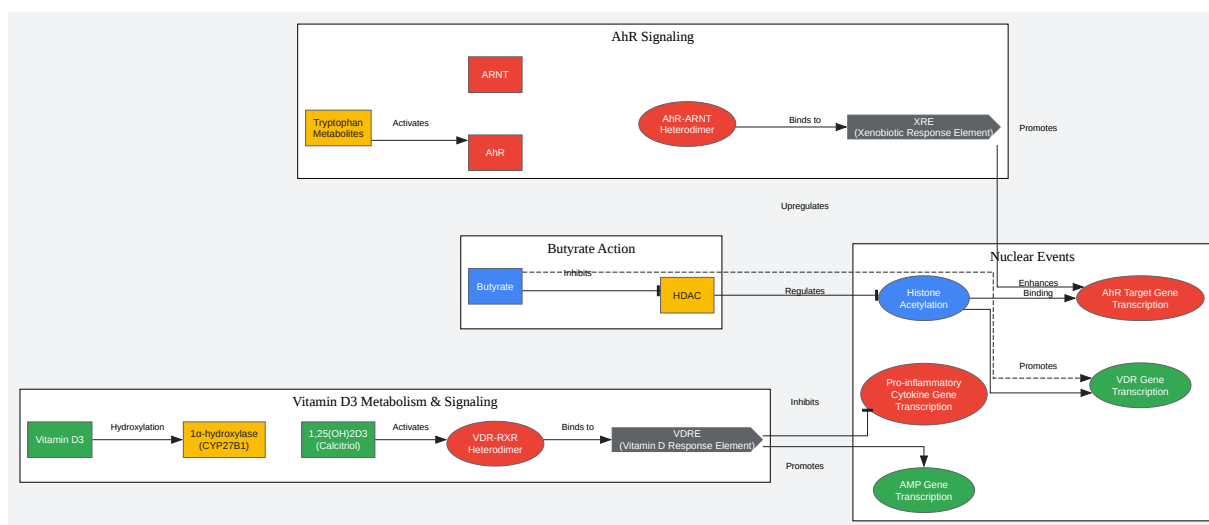 AhR Signaling
ARNT
Tryptophan
Metabolites
Activates
AhR
AhR-ARNT
Heterodimer
Binds to
XRE
(Xenobiotic Response Element)
Promotes
Upregulates
Butyrate Action
Butyrate
Inhibits
HDAC
Regulates
Nuclear Events
Histone
Acetylation
Enhances
Binding
AhR Target Gene
Transcription
Pro-inflammatory
Cytokine Gene
Transcription
Promotes
VDR Gene
Transcription
Vitamin D3 Metabolism & Signaling
Vitamin D3
Hydroxylation
1α-hydroxylase
(CYP27B1)
1,25(OH)2D3
(Calcitriol)
Activates
VDR-RXR
Heterodimer
Binds to
VDRE
(Vitamin D Response Element)
Inhibits
Promotes
AMP Gene
Transcription